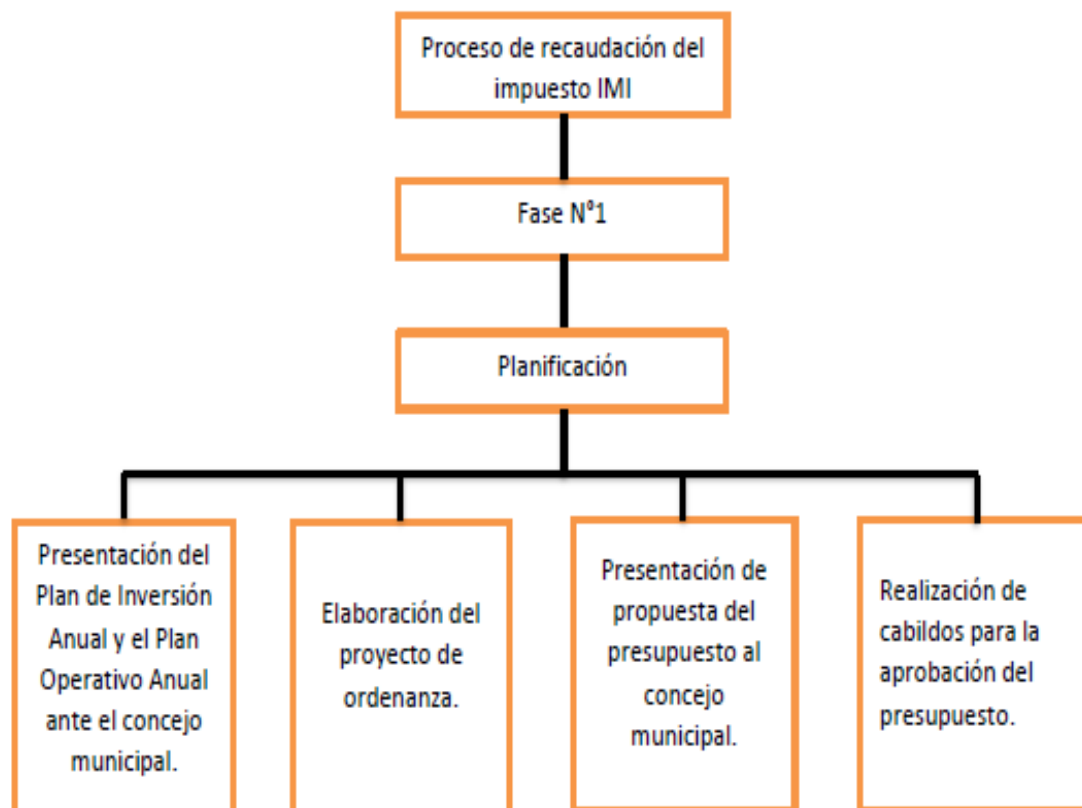 Proceso de recaudación del
impuesto IMI
Fase N°1
Planificación
Presentación del
Plan de Inversión
Anual y el Plan
Operativo Anual
ante el concejo
municipal.
Elaboración del
proyecto de
ordenanza.
Presentación de
propuesta del
presupuesto al
concejo
municipal.
Realización de
cabildos para la
aprobación del
presupuesto.